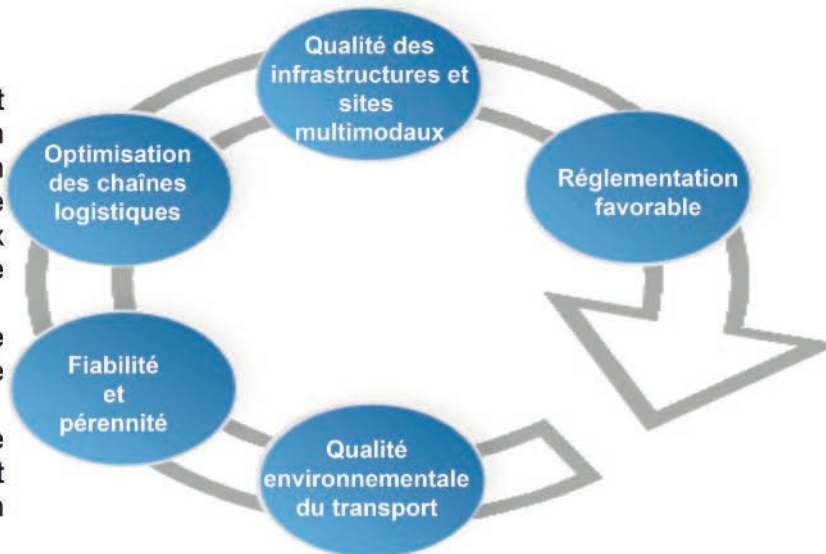 Qualité des
infrastructures et
sites
multimodaux
Optimisation
des chaînes
logistiques
Réglementation
favorable
Fiabilité
et
pérennité
Qualité
environnementale
du transport